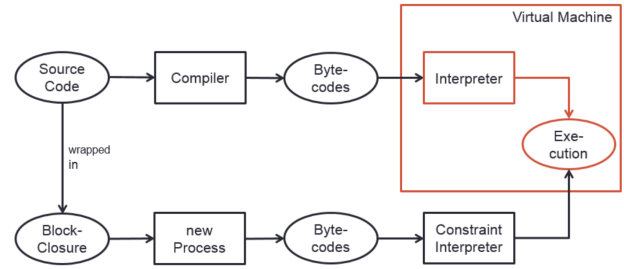 Virtual Machine
Source
Code
Compiler
Byte-
codes
Interpreter
Exe-
cution
wrapped
in
Block-
Closure
new
Process
Byte-
codes
Constraint
Interpreter